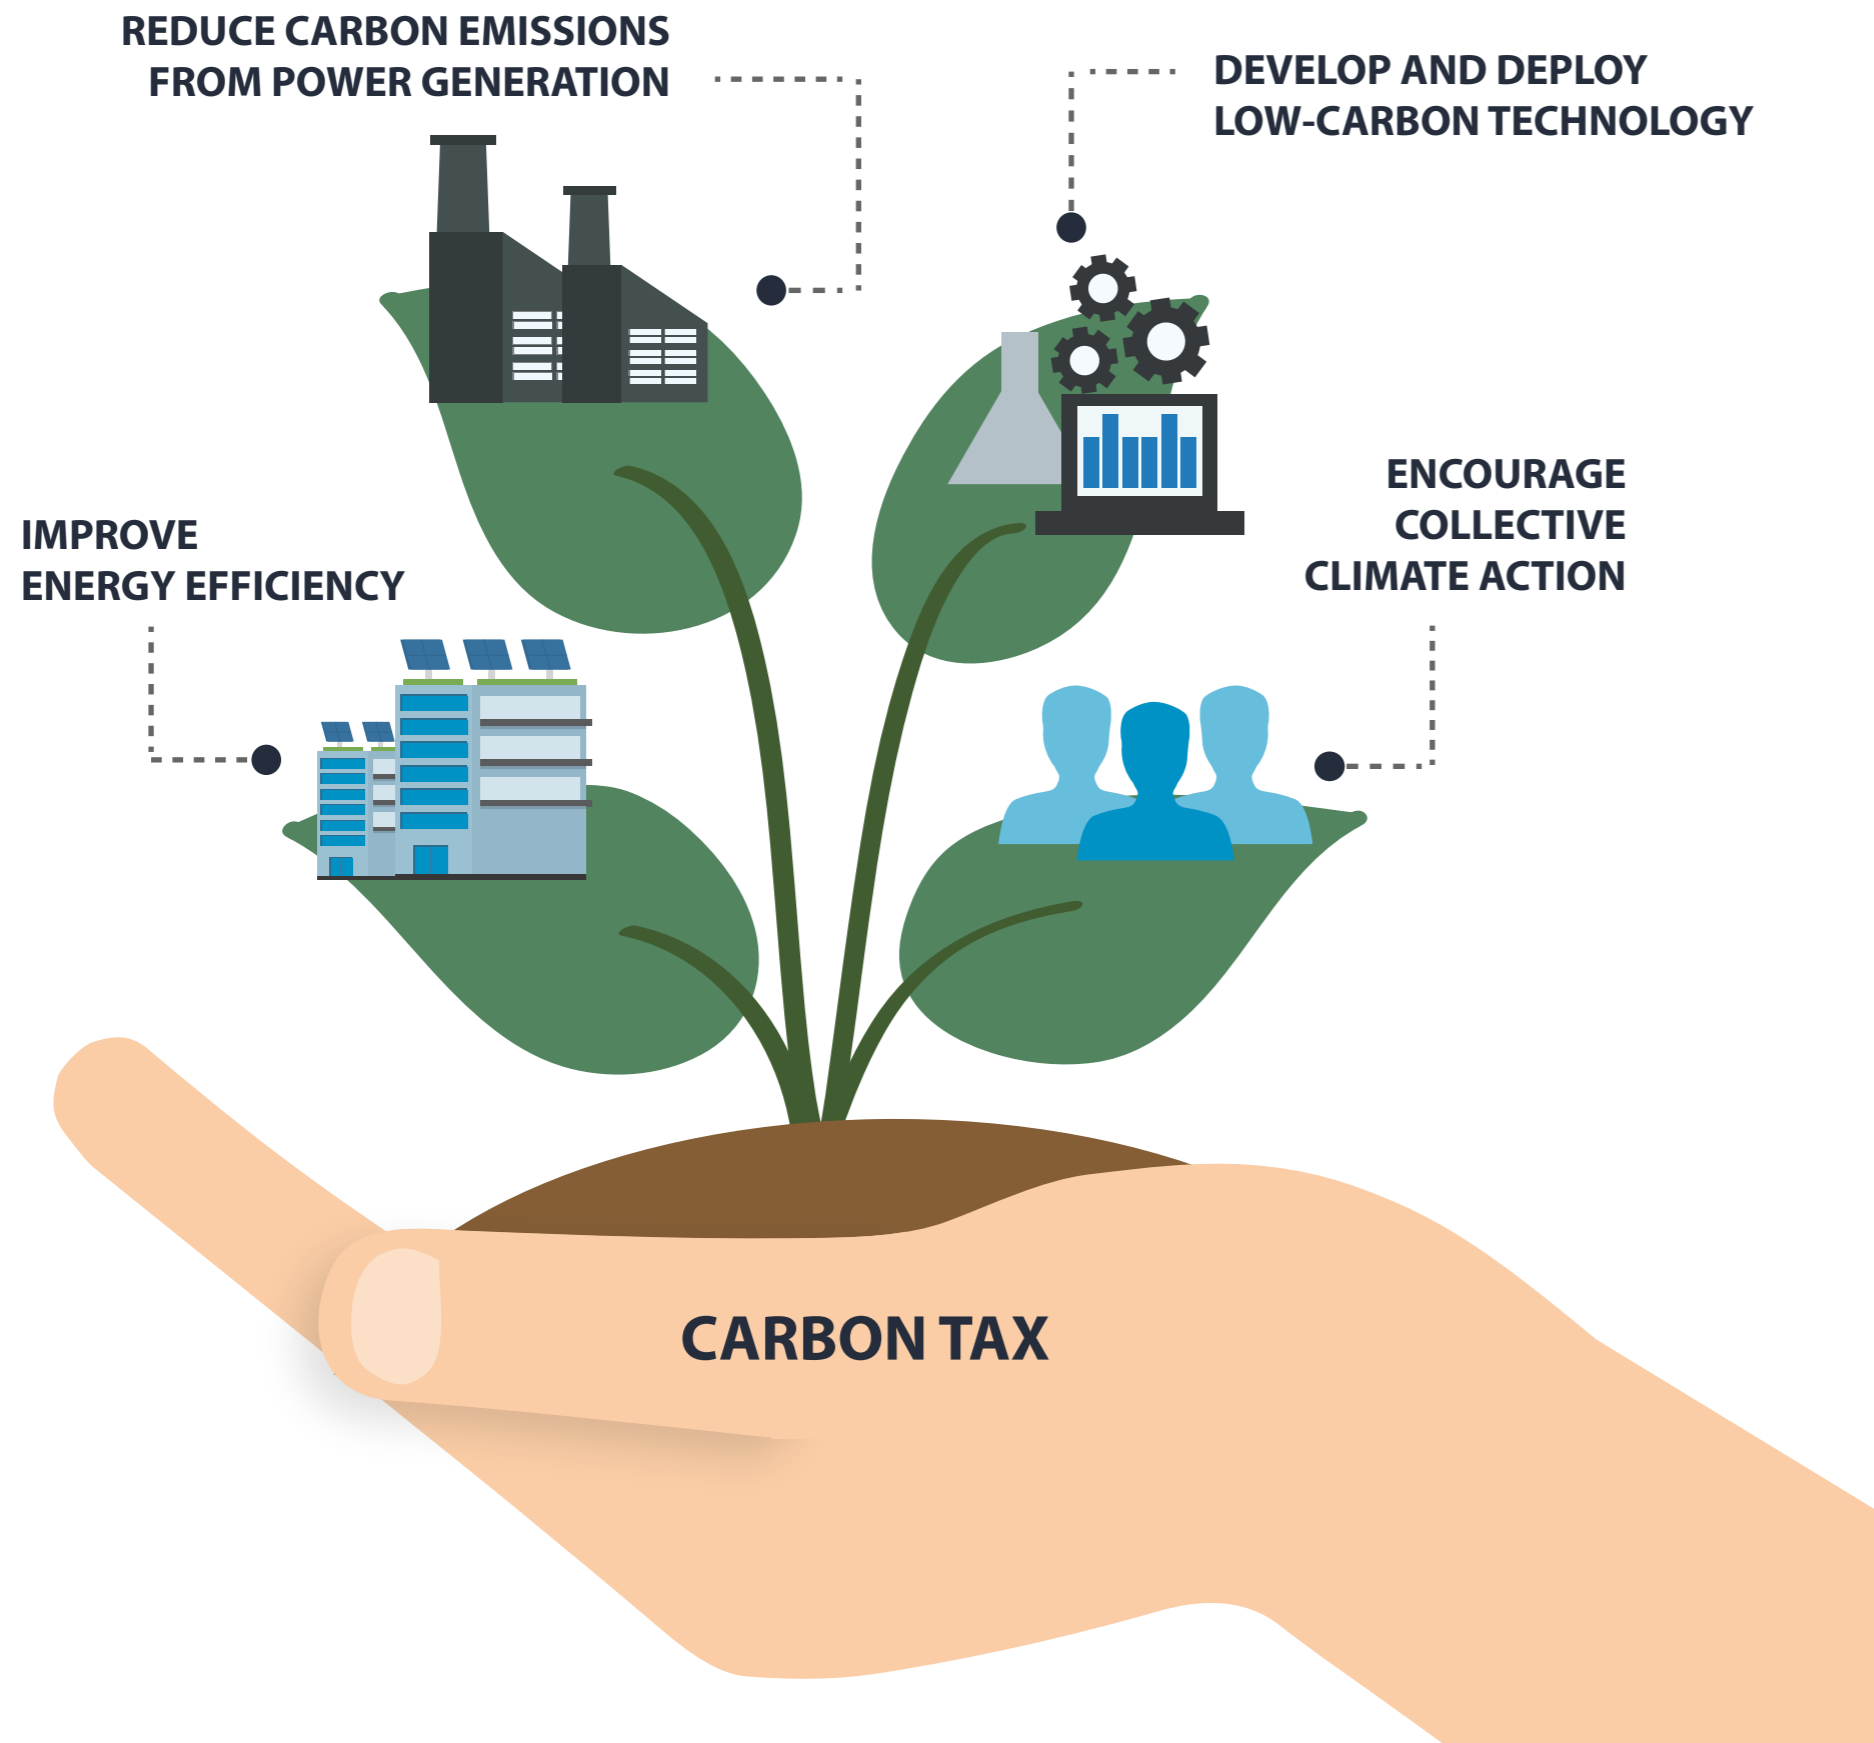 REDUCE CARBON EMISSIONS
FROM POWER GENERATION
DEVELOP AND DEPLOY
LOW-CARBON TECHNOLOGY
IMPROVE
ENERGY EFFICIENCY
ENCOURAGE
COLLECTIVE
CLIMATE ACTION
CARBON TAX